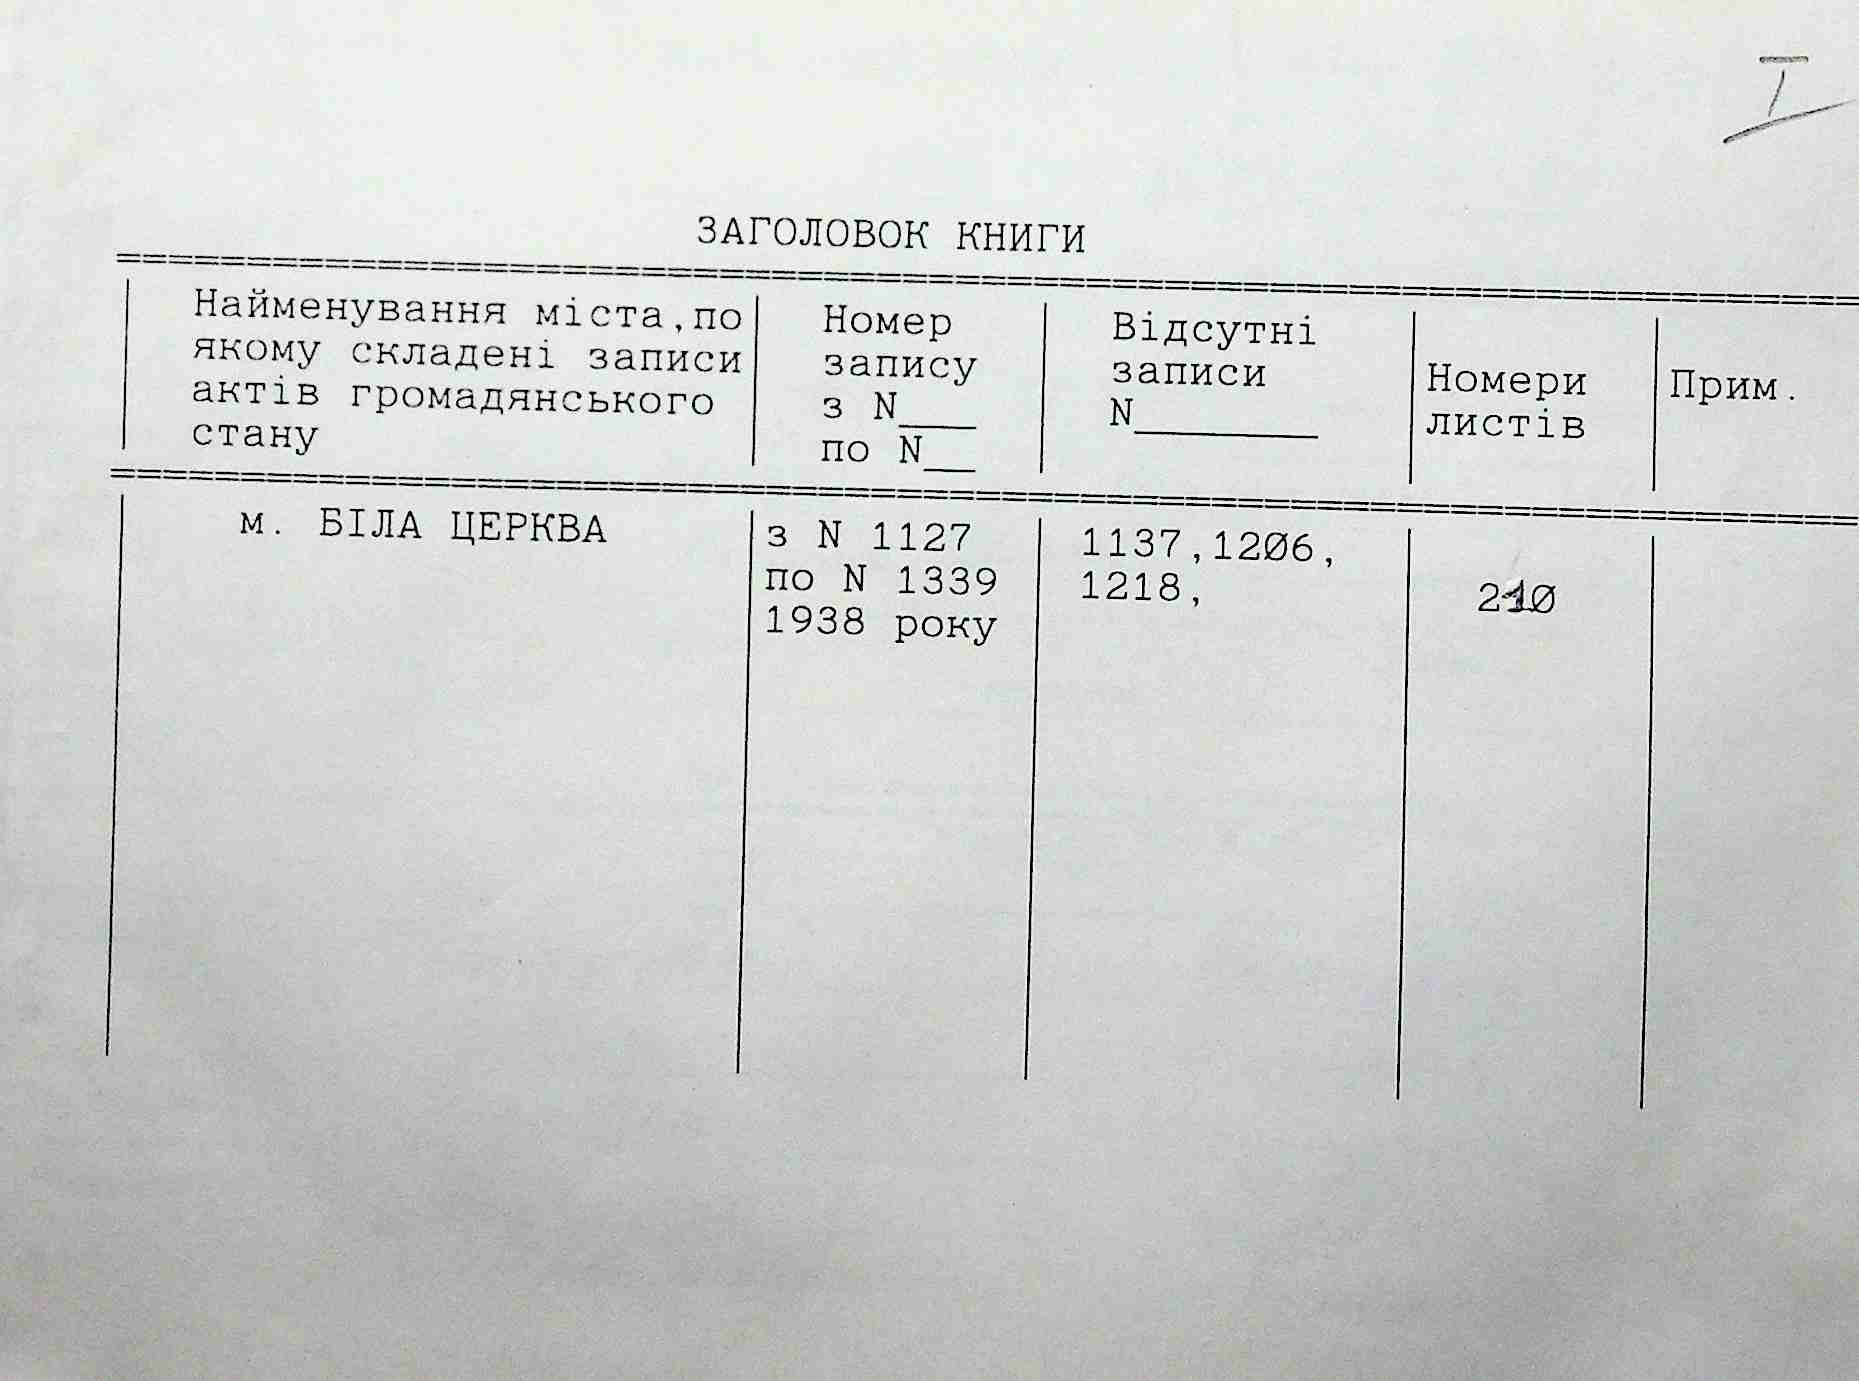 I
ЗАГОЛОВОК КНИГИ
Найменування міста,по
якому складені записи
актів громадянського
стану
Номер
запису
з N___
по N__
Відсутні
записи
N_______
Номери
листів
Прим.
м. БІЛА ЦЕРКВА
з N 1127
по N 1339
1938 року
1137,1206,
1218,
210